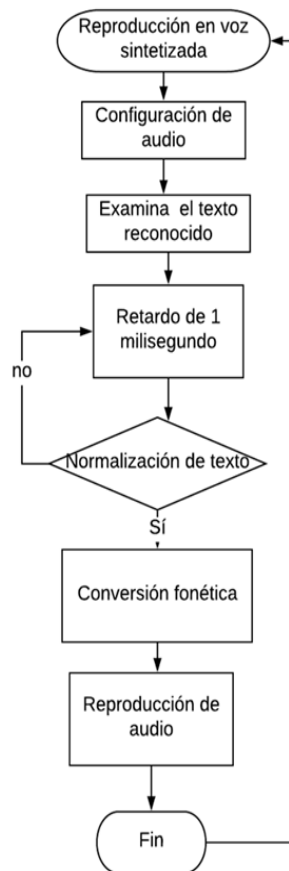 Reproducción en voz
sintetizada
Configuración de
audio
Examina el texto
reconocido
Retardo de 1
milisegundo
no
Normalización de texto
Sí
Conversión fonética
Reproducción de
audio
Fin